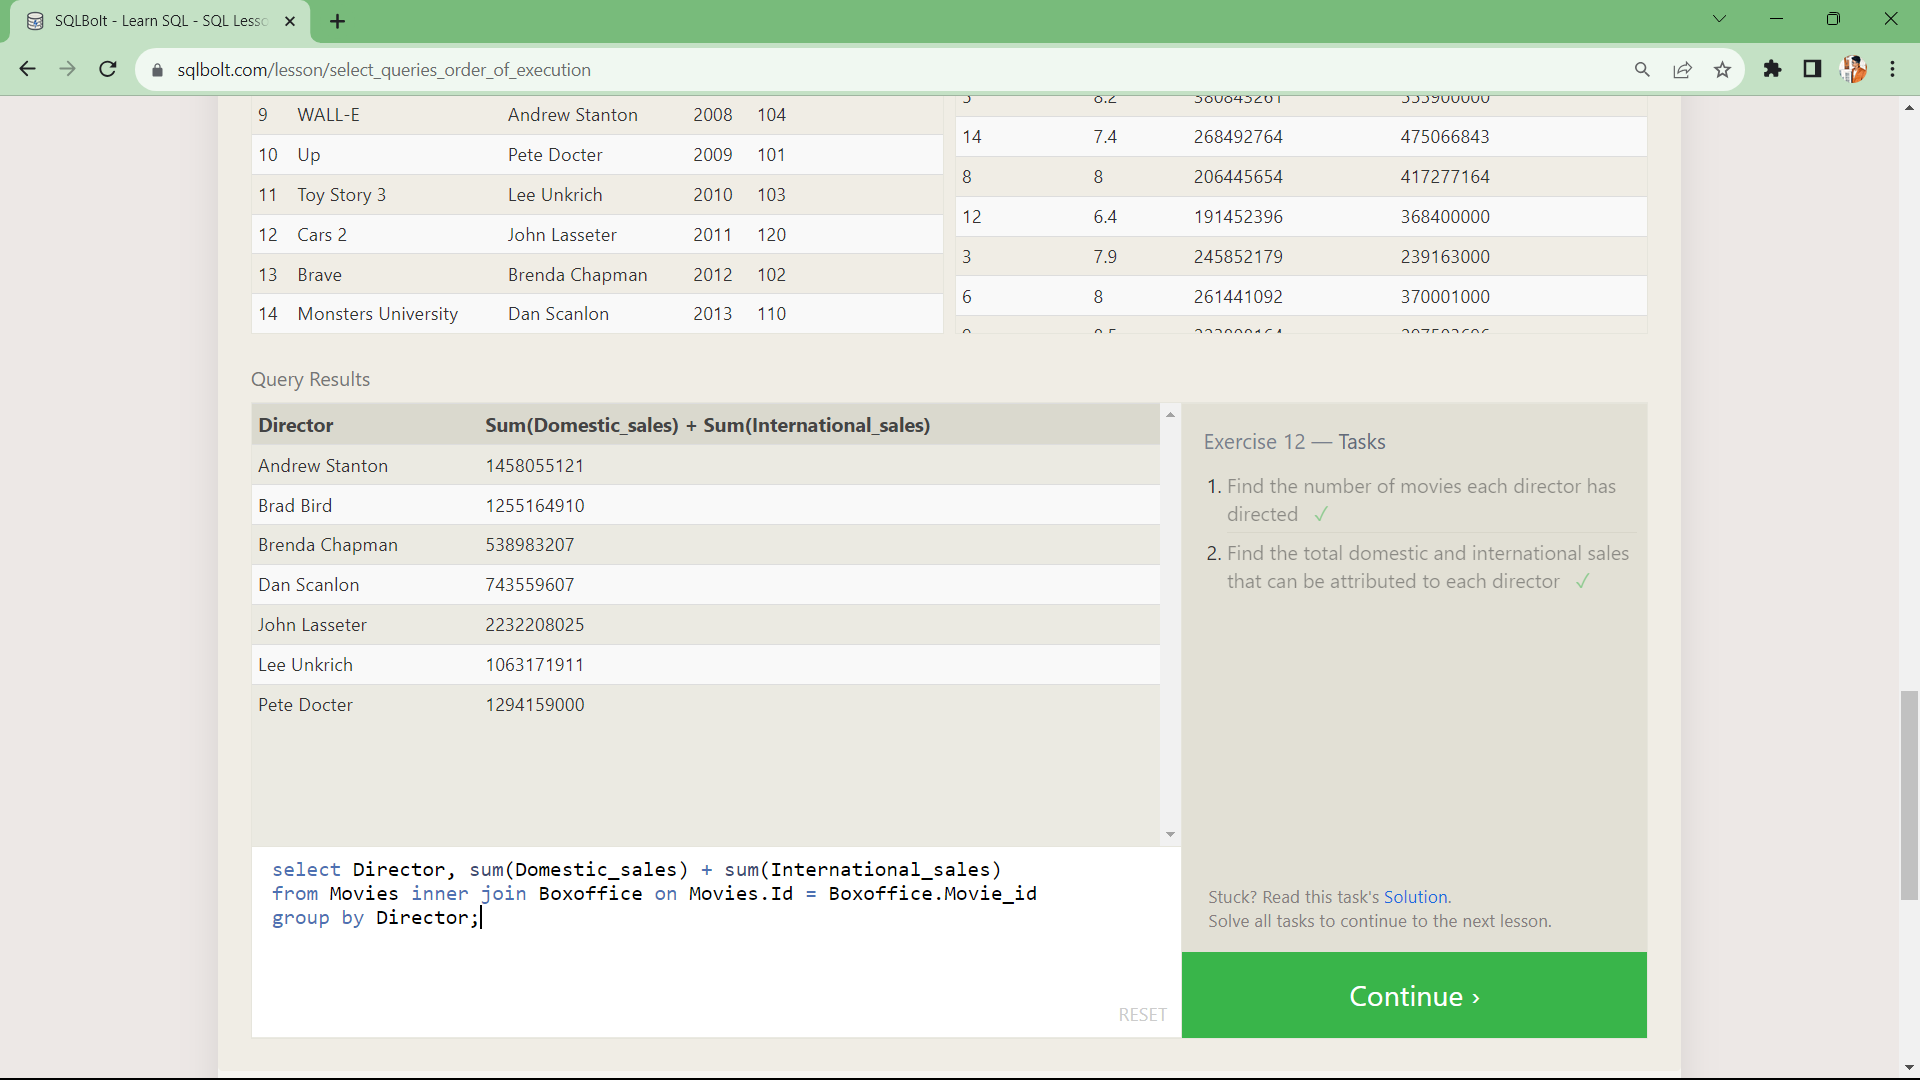 SQLBolt - Learn SQL - SQL Lesso
sqlbolt.com/lesson/select_queries_order_of_execution
9 WALL-E Andrew Stanton 2008 104
10 Up Pete Docter 2009 101
11 Toy Story 3 Lee Unkrich 2010 103
12 Cars 2 John Lasseter 2011 120
13 Brave Brenda Chapman 2012 102
14 Monsters University Dan Scanlon 2013 110
5 8.2 380843261 555900000
14 7.4 268492764 475066843
8 8 206445654 417277164
12 6.4 191452396 368400000
3 7.9 245852179 239163000
6 8 261441092 370001000
Query Results
Director Sum(Domestic_sales) + Sum(International_sales)
Andrew Stanton 1458055121
Brad Bird 1255164910
Brenda Chapman 538983207
Dan Scanlon 743559607
John Lasseter 2232208025
Lee Unkrich 1063171911
Pete Docter 1294159000
select Director, sum(Domestic_sales) + sum(International_sales)
from Movies inner join Boxoffice on Movies.Id = Boxoffice.Movie_id
group by Director;
RESET
Exercise 12 — Tasks
1. Find the number of movies each director has
directed ✓
2. Find the total domestic and international sales
that can be attributed to each director ✓
Stuck? Read this task's Solution.
Solve all tasks to continue to the next lesson.
Continue ›